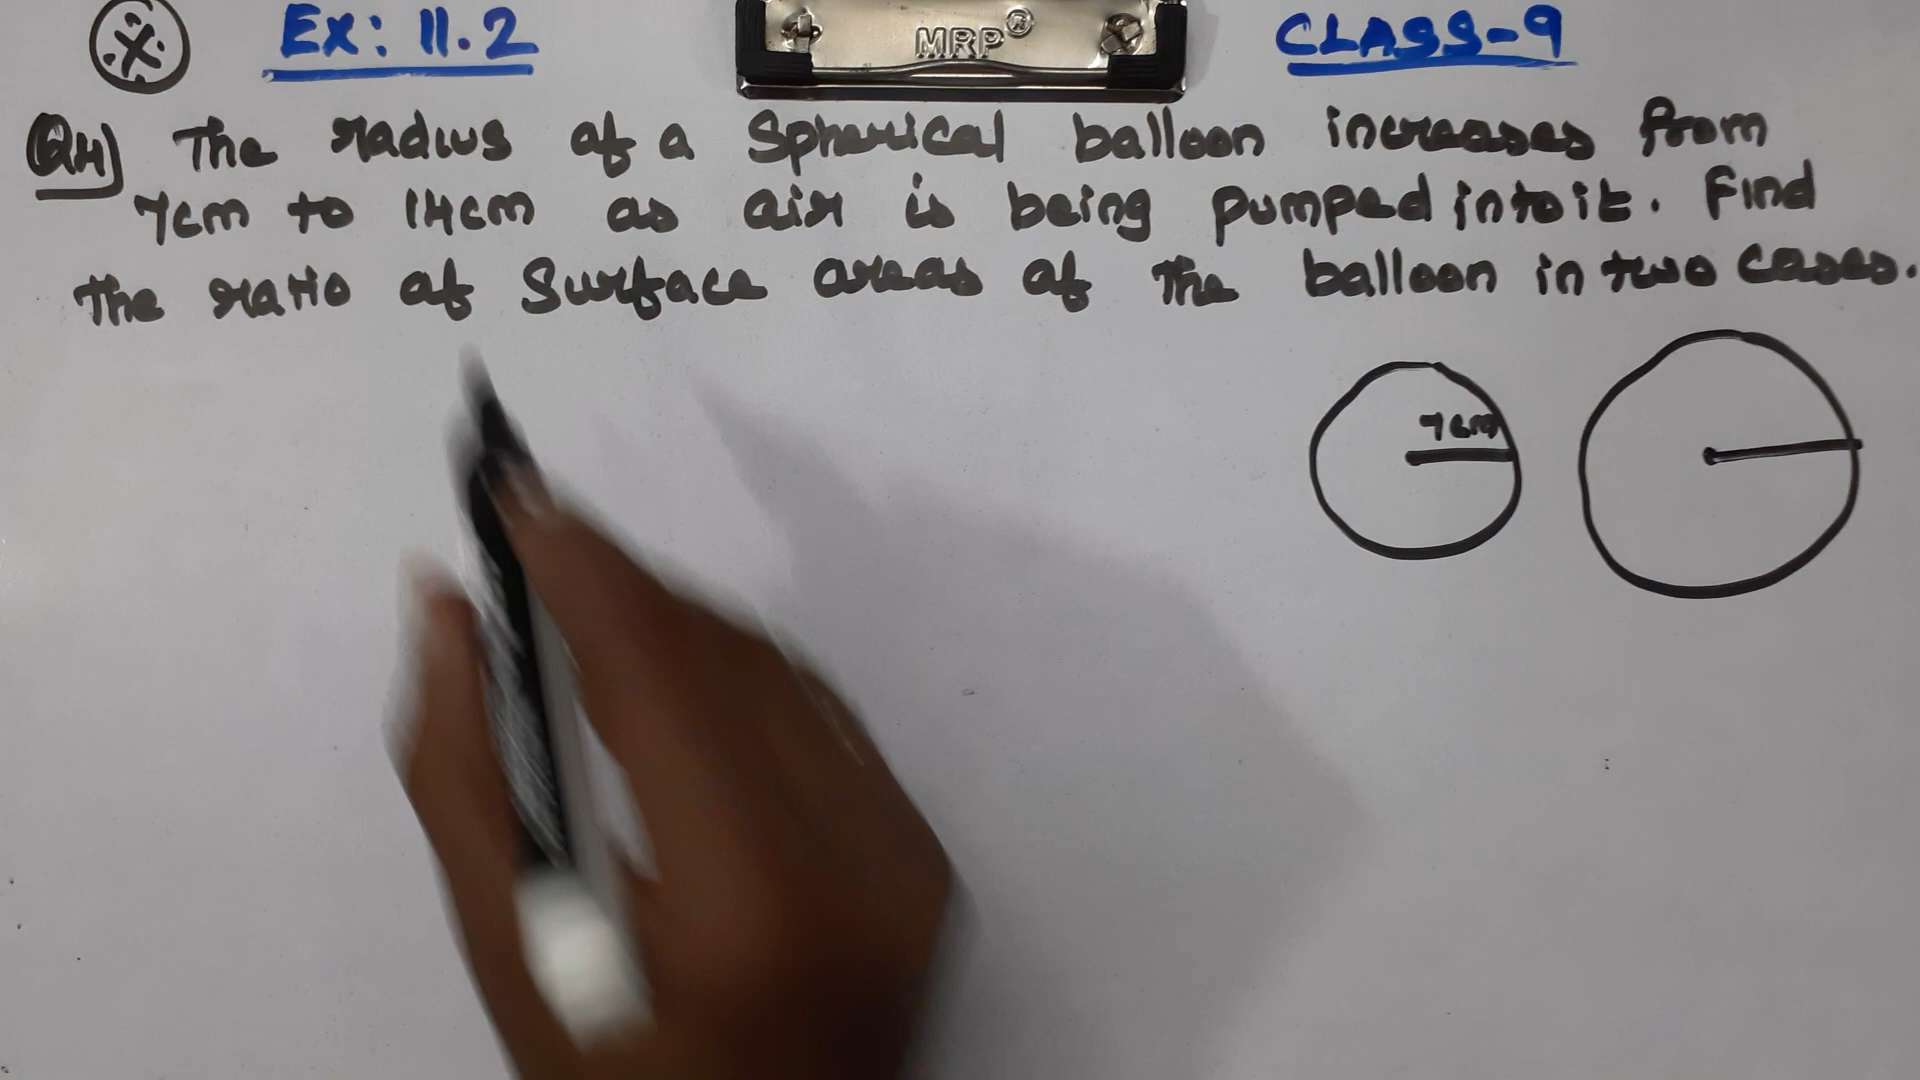 Ex: 11.2
MRP®
CLASS-9
Q4) The radius of a Spherical balloon increases from
7cm to 14cm as air is being pumped into it. Find
the ratio of Surface areas of the balloon in two cases.
7cm